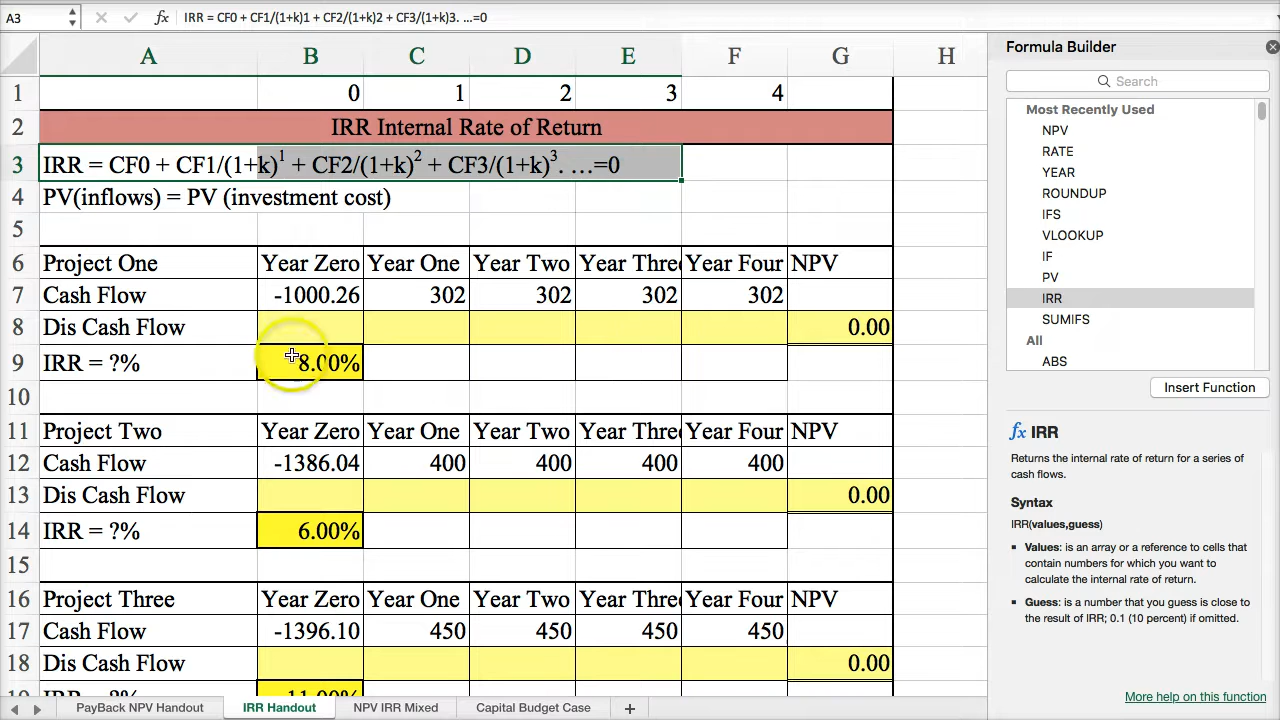 A3 fx IRR = CF0 + CF1/(1+k)1 + CF2/(1+k)2 + CF3/(1+k)3. …=0
A B C D E F G H
1 0 1 2 3 4
2 IRR Internal Rate of Return
3 IRR = CF0 + CF1/(1+k)¹ + CF2/(1+k)² + CF3/(1+k)³. …=0
4 PV(inflows) = PV (investment cost)
5
6 Project One Year Zero Year One Year Two Year Three Year Four NPV
7 Cash Flow -1000.26 302 302 302 302
8 Dis Cash Flow 0.00
9 IRR = ?% 8.00%
10
11 Project Two Year Zero Year One Year Two Year Three Year Four NPV
12 Cash Flow -1386.04 400 400 400 400
13 Dis Cash Flow 0.00
14 IRR = ?% 6.00%
15
16 Project Three Year Zero Year One Year Two Year Three Year Four NPV
17 Cash Flow -1396.10 450 450 450 450
18 Dis Cash Flow 0.00
19 IRR = ?% 11.00%
PayBack NPV Handout IRR Handout NPV IRR Mixed Capital Budget Case +
Formula Builder
Search
Most Recently Used
NPV
RATE
YEAR
ROUNDUP
IFS
VLOOKUP
IF
PV
IRR
SUMIFS
All
ABS
Insert Function
fx IRR
Returns the internal rate of return for a series of
cash flows.
Syntax
IRR(values,guess)
▪ Values: is an array or a reference to cells that
contain numbers for which you want to
calculate the internal rate of return.
▪ Guess: is a number that you guess is close to
the result of IRR; 0.1 (10 percent) if omitted.
More help on this function